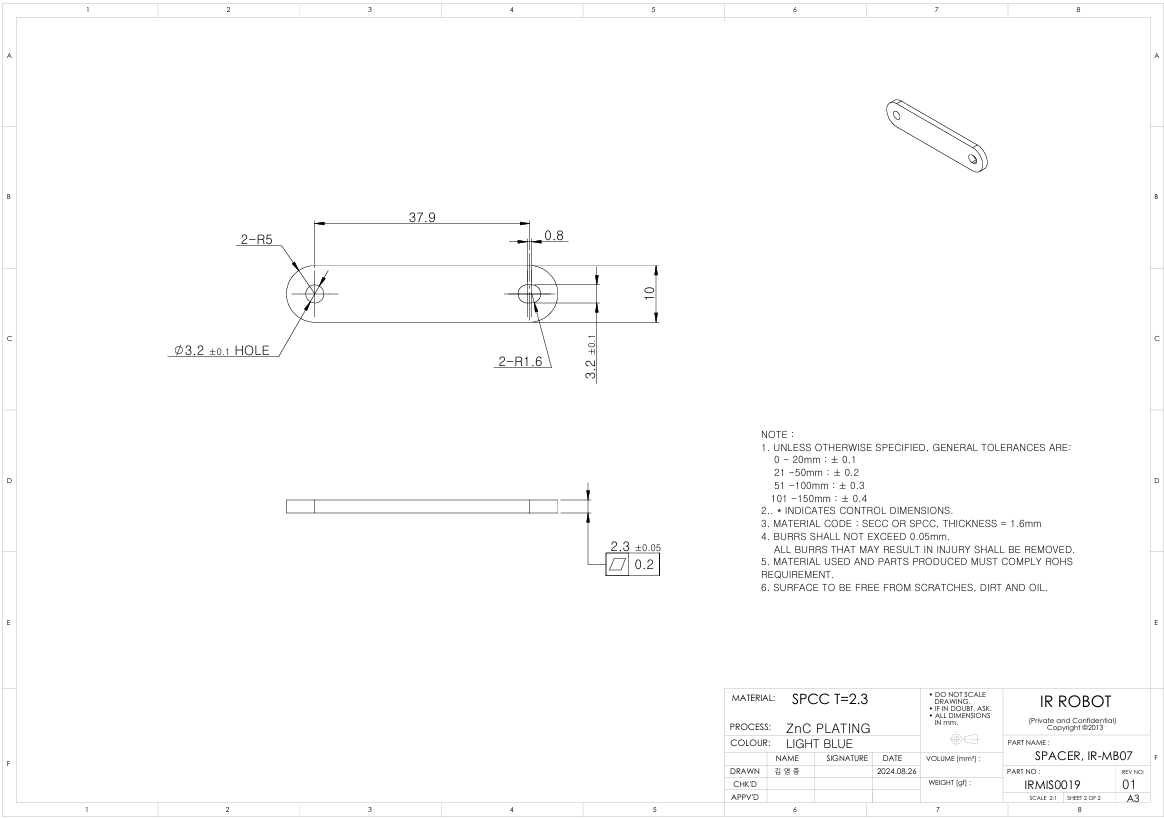 1 2 3 4 5 6 7 8
A A
B B
C C
D D
E E
F F
37.9
0.8
2-R5
10
∅3.2 ±0.1 HOLE
2-R1.6
3.2 ±0.1
2.3 ±0.05
0.2
NOTE :
1. UNLESS OTHERWISE SPECIFIED, GENERAL TOLERANCES ARE:
0 - 20mm : ± 0.1
21 -50mm : ± 0.2
51 -100mm : ± 0.3
101 -150mm : ± 0.4
2.. * INDICATES CONTROL DIMENSIONS.
3. MATERIAL CODE : SECC OR SPCC, THICKNESS = 1.6mm
4. BURRS SHALL NOT EXCEED 0.05mm.
ALL BURRS THAT MAY RESULT IN INJURY SHALL BE REMOVED.
5. MATERIAL USED AND PARTS PRODUCED MUST COMPLY ROHS
REQUIREMENT.
6. SURFACE TO BE FREE FROM SCRATCHES, DIRT AND OIL.
MATERIAL: SPCC T=2.3
PROCESS: ZnC PLATING
COLOUR: LIGHT BLUE
NAME SIGNATURE DATE
DRAWN 김영종 2024.08.26
CHK'D
APPV'D
• DO NOT SCALE
DRAWING.
• IF IN DOUBT, ASK.
• ALL DIMENSIONS
IN mm.
VOLUME [mm³] :
WEIGHT [gf] :
IR ROBOT
(Private and Confidential)
Copyright ©2013
PART NAME :
SPACER, IR-MB07
PART NO : REV NO:
IRMIS0019 01
SCALE 2:1 SHEET 2 OF 2 A3
1 2 3 4 5 6 7 8